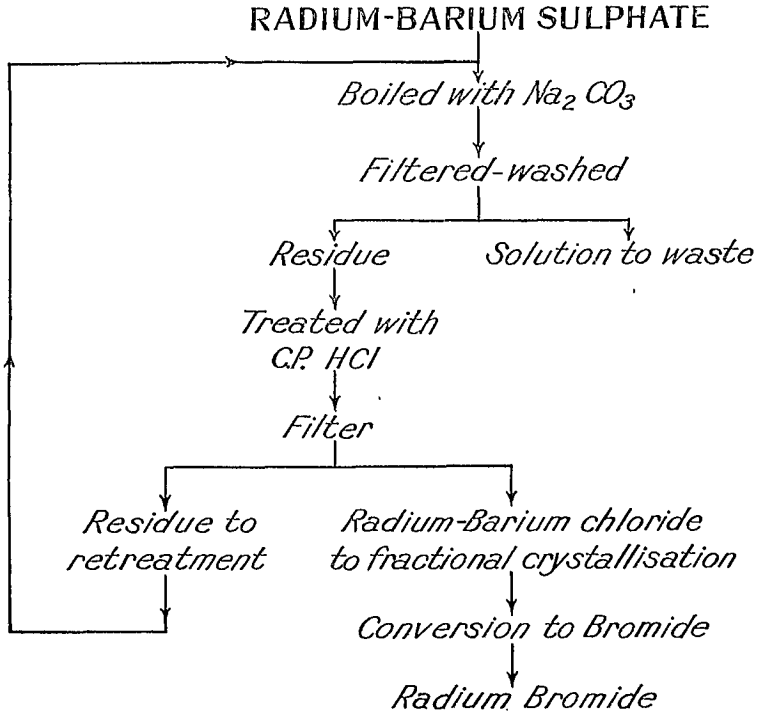 RADIUM-BARIUM SULPHATE
Boiled with Na₂ CO₃
Filtered-washed
Residue
Solution to waste
Treated with
C.P. HCl
Filter
Residue to
retreatment
Radium-Barium chloride
to fractional crystallisation
Conversion to Bromide
Radium Bromide